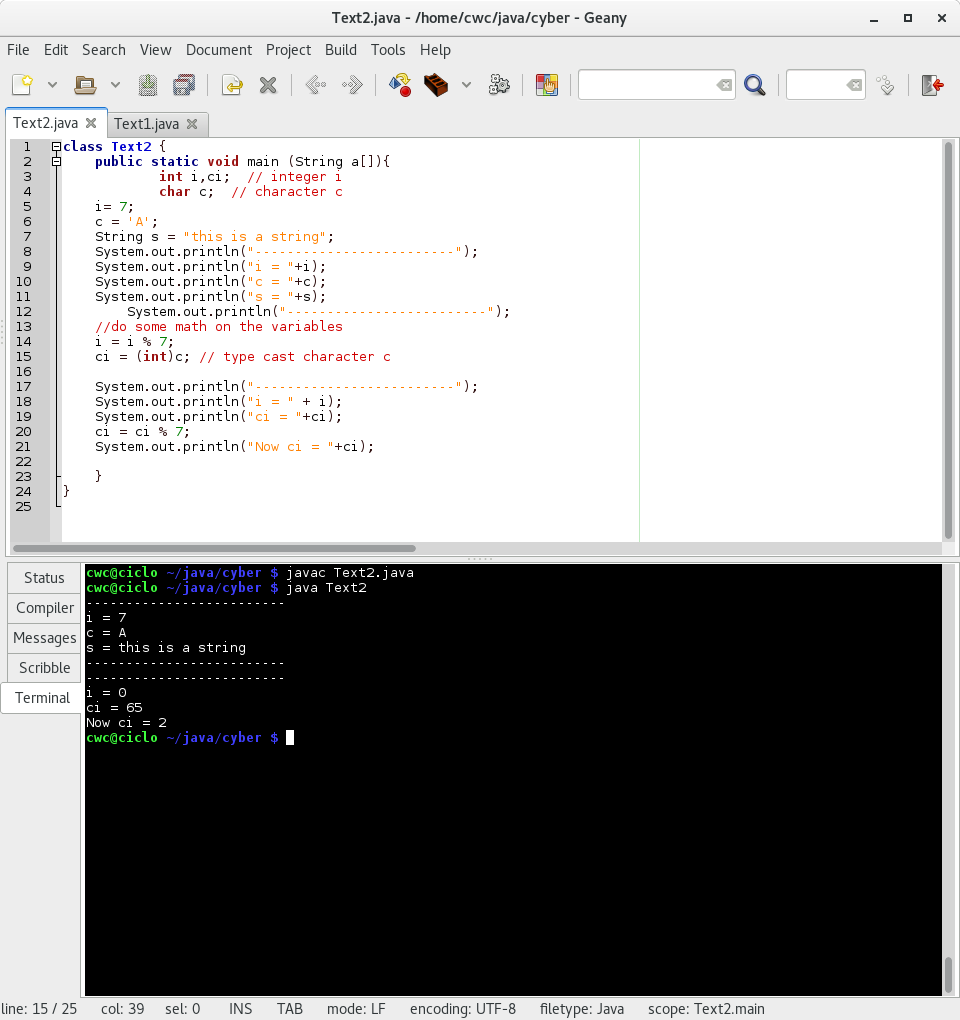 Text2.java - /home/cwc/java/cyber - Geany
File Edit Search View Document Project Build Tools Help
Text2.java Text1.java
1 class Text2 {
2     public static void main (String a[]){
3             int i,ci;  // integer i
4             char c;  // character c
5     i= 7;
6     c = 'A';
7     String s = "this is a string";
8     System.out.println("-------------------------");
9     System.out.println("i = "+i);
10     System.out.println("c = "+c);
11     System.out.println("s = "+s);
12         System.out.println("-------------------------");
13     //do some math on the variables
14     i = i % 7;
15     ci = (int)c; // type cast character c
16
17     System.out.println("-------------------------");
18     System.out.println("i = " + i);
19     System.out.println("ci = "+ci);
20     ci = ci % 7;
21     System.out.println("Now ci = "+ci);
22
23     }
24 }
25
Status
Compiler
Messages
Scribble
Terminal
cwc@ciclo ~/java/cyber $ javac Text2.java
cwc@ciclo ~/java/cyber $ java Text2
-------------------------
i = 7
c = A
s = this is a string
-------------------------
-------------------------
i = 0
ci = 65
Now ci = 2
cwc@ciclo ~/java/cyber $
line: 15 / 25 col: 39 sel: 0 INS TAB mode: LF encoding: UTF-8 filetype: Java scope: Text2.main